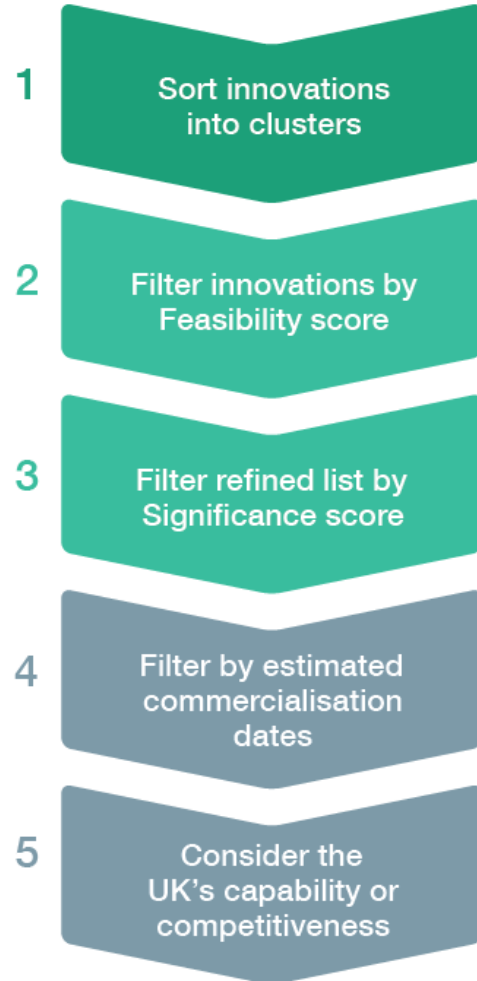 1
Sort innovations
into clusters
2
Filter innovations by
Feasibility score
3
Filter refined list by
Significance score
4
Filter by estimated
commercialisation
dates
5
Consider the
UK’s capability or
competitiveness